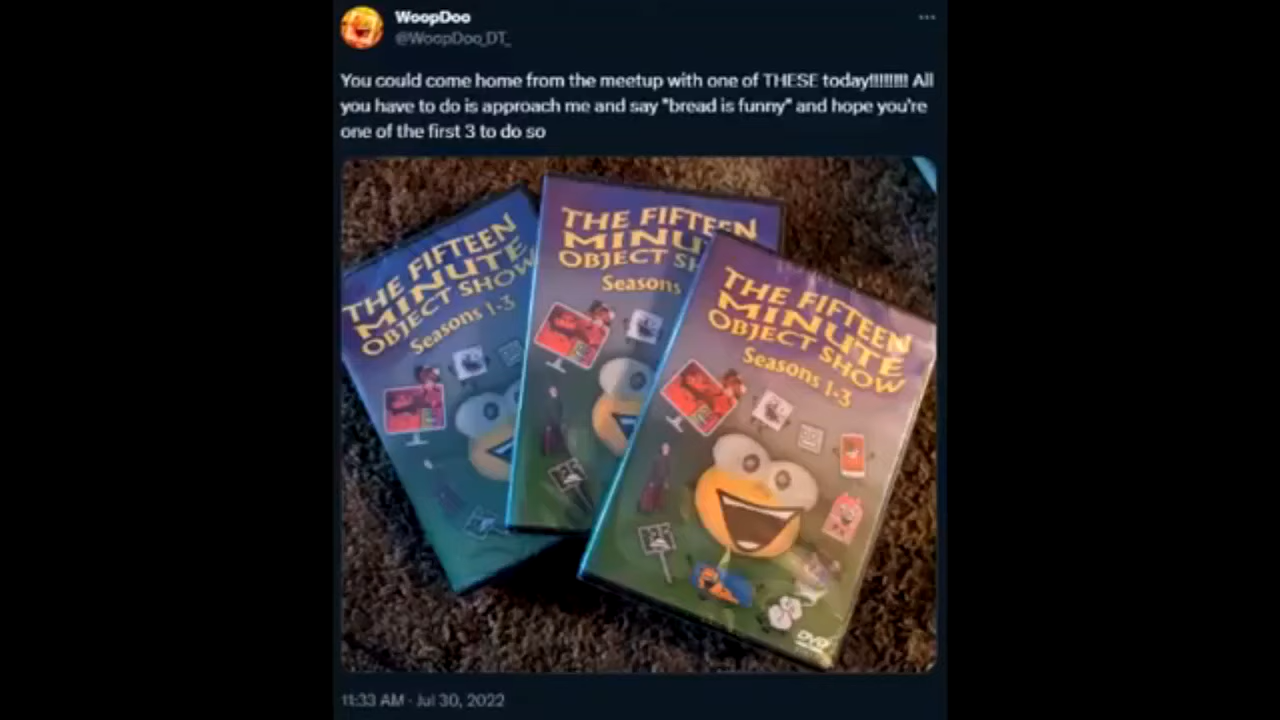 WoopDoo
@WoopDoo_DT_
You could come home from the meetup with one of THESE today!!!!!!!!! All
you have to do is approach me and say "bread is funny" and hope you're
one of the first 3 to do so
THE FIFTEEN
MINUTE
OBJECT SHOW
Seasons 1-3
THE FIFTEEN
MINU
OBJECT SH
Seasons
THE FIFTEEN
MINUTE
OBJECT SHOW
Seasons 1-3
DVD
11:33 AM · Jul 30, 2022